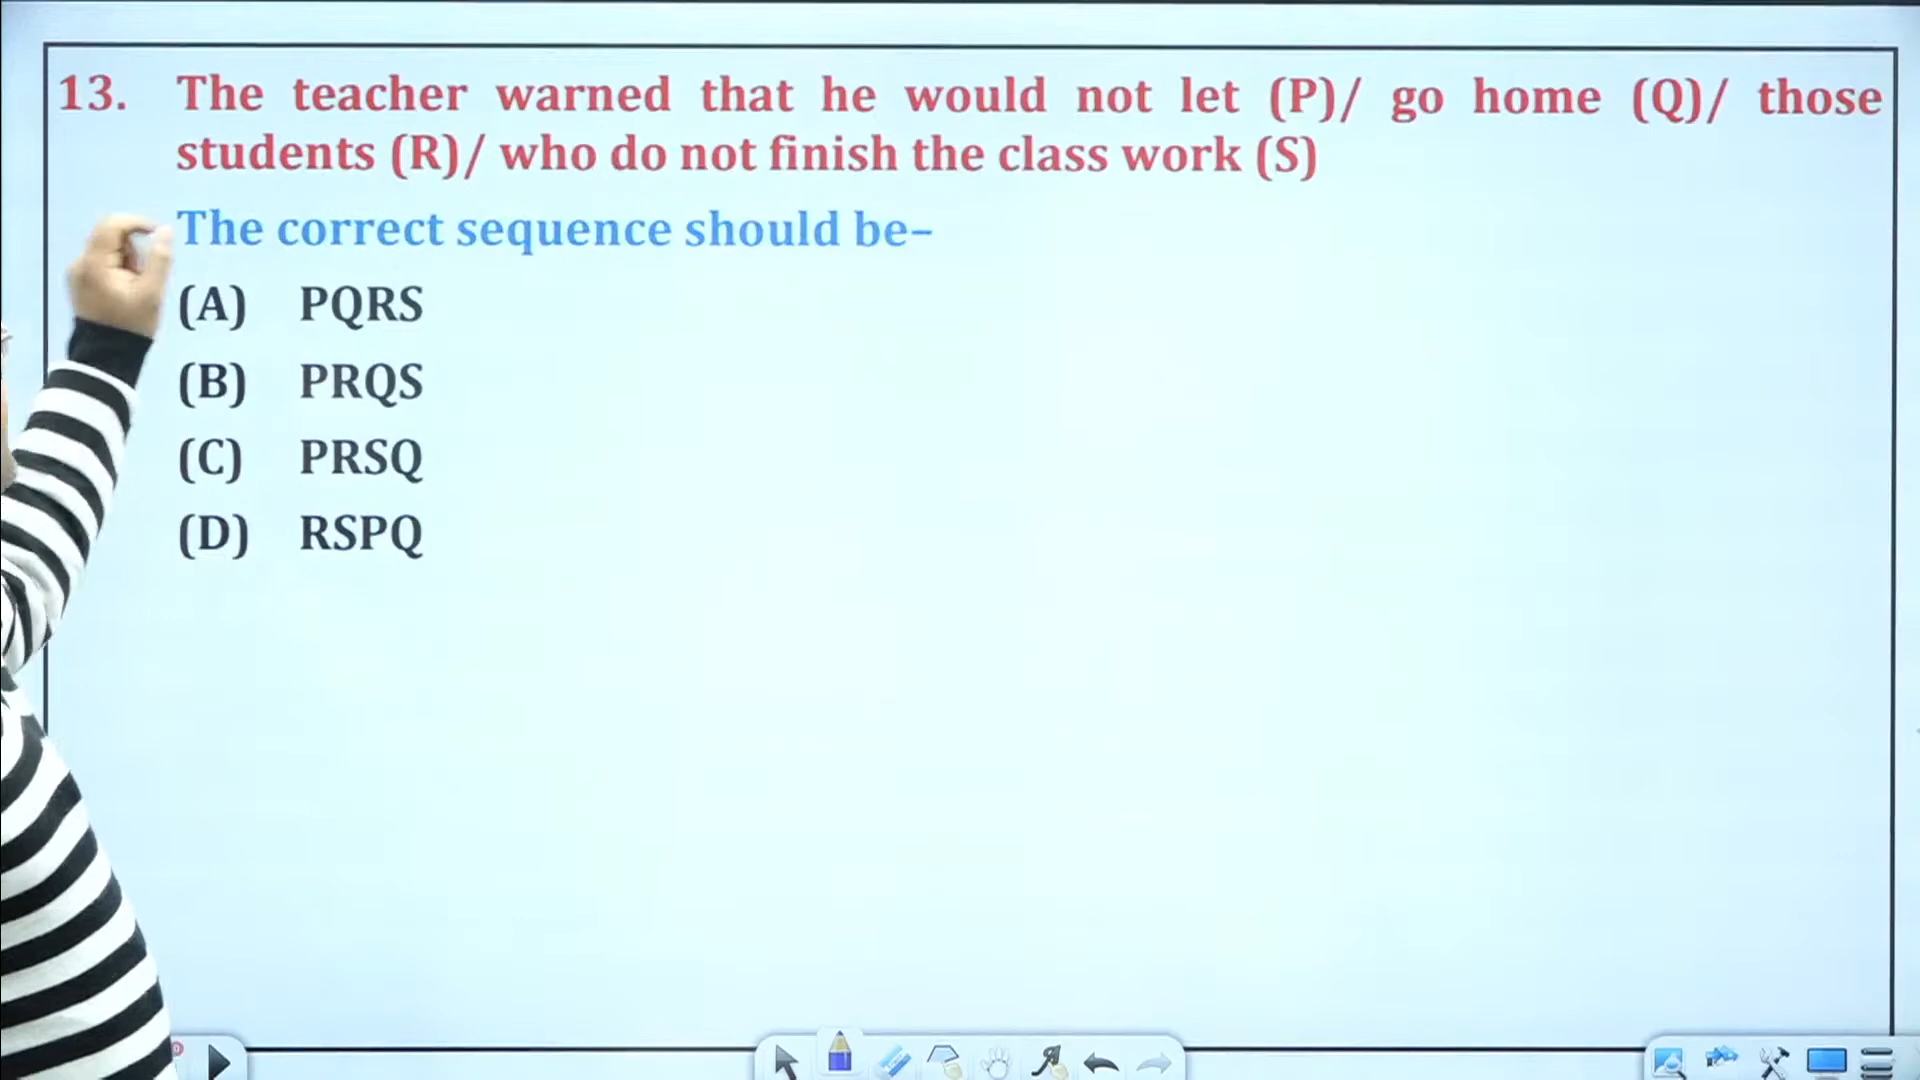 13. The teacher warned that he would not let (P)/ go home (Q)/ those
students (R)/ who do not finish the class work (S)
The correct sequence should be–
(A) PQRS
(B) PRQS
(C) PRSQ
(D) RSPQ